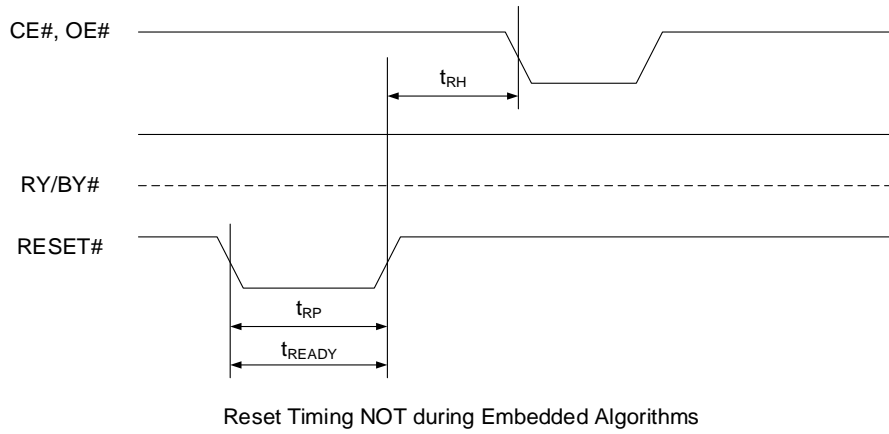 CE#, OE#
tRH
RY/BY#
RESET#
tRP
tREADY
Reset Timing NOT during Embedded Algorithms